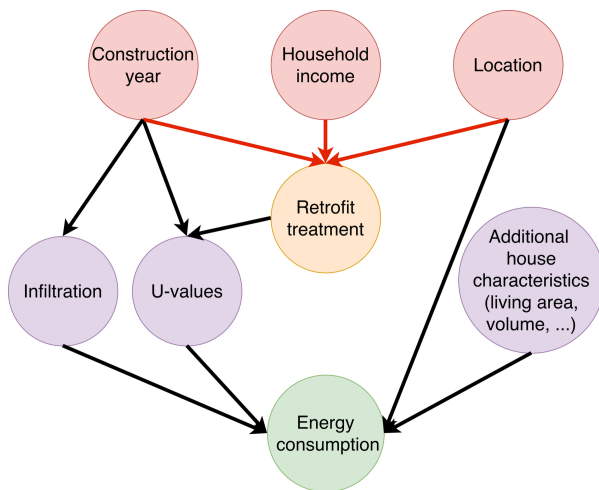 Construction
year
Household
income
Location
Retrofit
treatment
Additional
house
characteristics
(living area,
volume, ...)
Infiltration
U-values
Energy
consumption